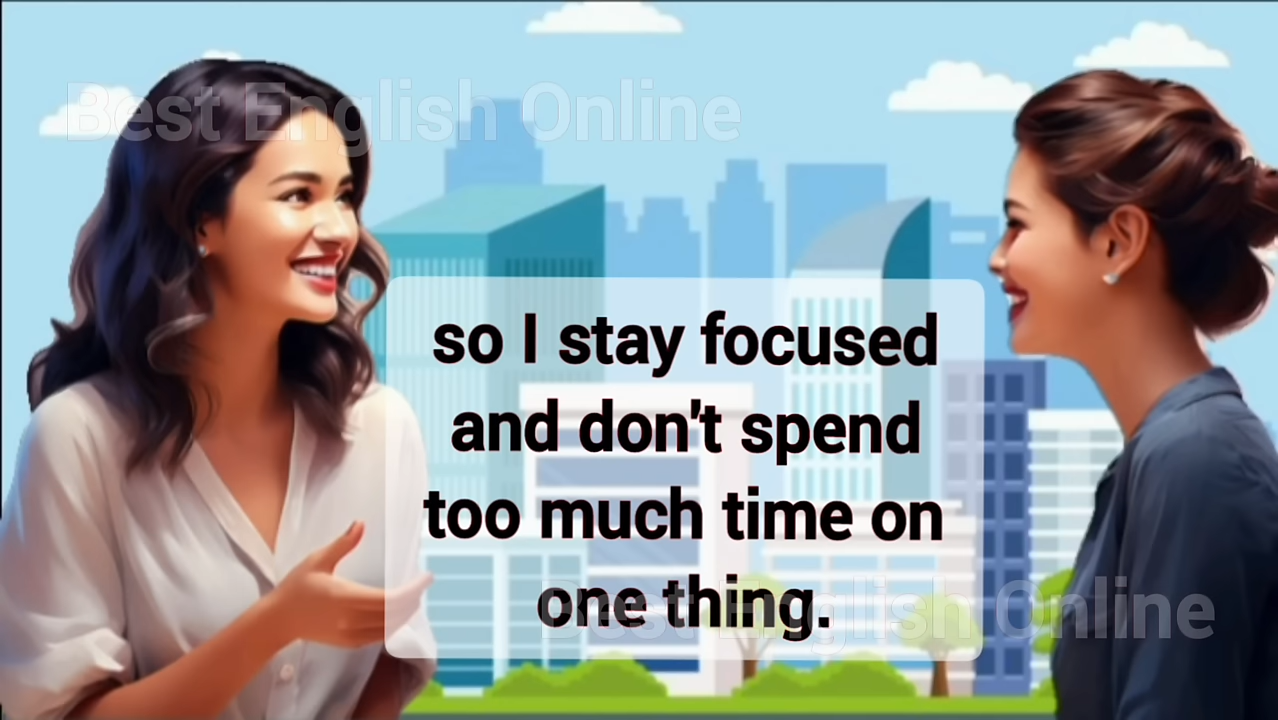 Best English Online
so I stay focused
and don't spend
too much time on
one thing.
Best English Online